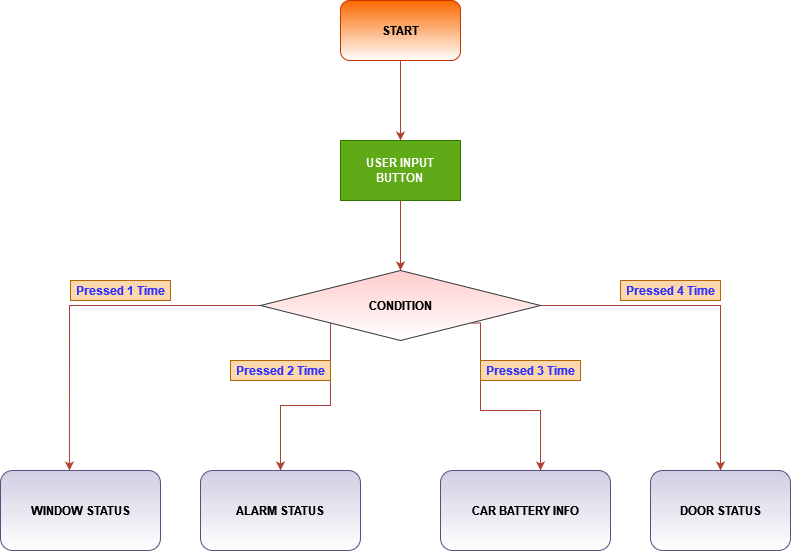 START
USER INPUT
BUTTON
Pressed 1 Time
Pressed 4 Time
CONDITION
Pressed 2 Time
Pressed 3 Time
WINDOW STATUS
ALARM STATUS
CAR BATTERY INFO
DOOR STATUS